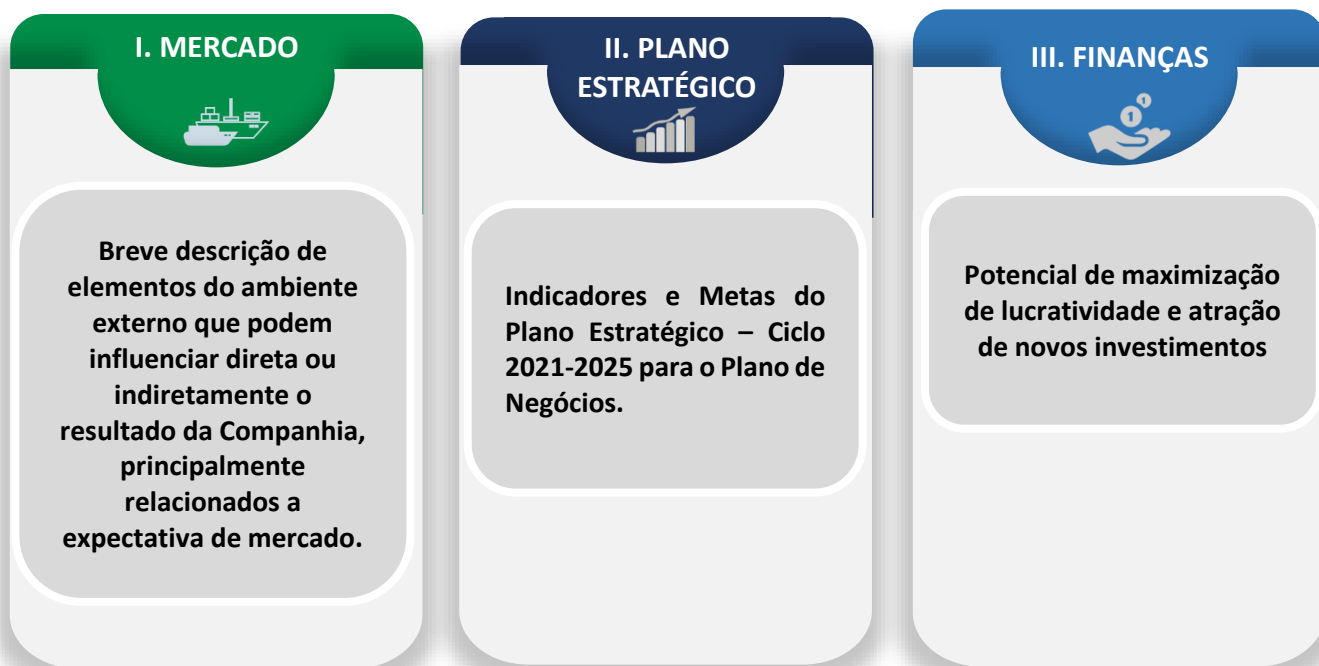 I. MERCADO
Breve descrição de
elementos do ambiente
externo que podem
influenciar direta ou
indiretamente o
resultado da Companhia,
principalmente
relacionados a
expectativa de mercado.
II. PLANO
ESTRATÉGICO
Indicadores e Metas do
Plano Estratégico – Ciclo
2021-2025 para o Plano de
Negócios.
III. FINANÇAS
1
1
Potencial de maximização
de lucratividade e atração
de novos investimentos